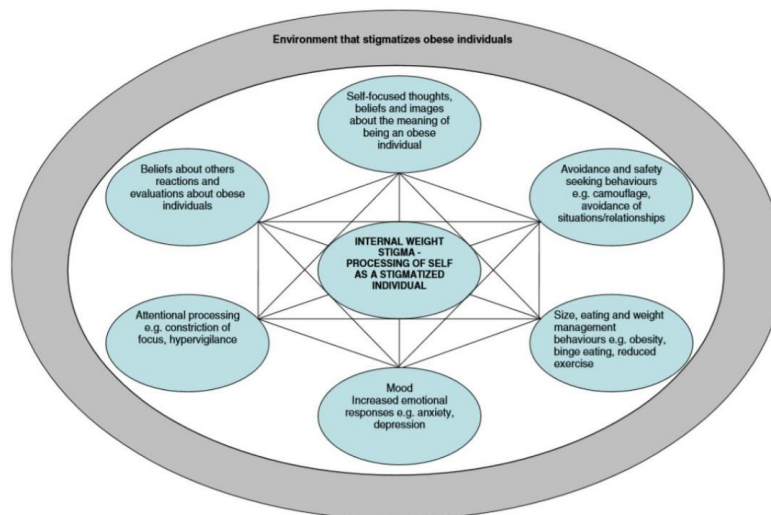 Environment that stigmatizes obese individuals
Self-focused thoughts,
beliefs and images
about the meaning of
being an obese
individual
Beliefs about others
reactions and
evaluations about obese
individuals
Avoidance and safety
seeking behaviours
e.g. camouflage,
avoidance of
situations/relationships
INTERNAL WEIGHT
STIGMA -
PROCESSING OF SELF
AS A STIGMATIZED
INDIVIDUAL
Attentional processing
e.g. constriction of
focus, hypervigilance
Size, eating and weight
management
behaviours e.g. obesity,
binge eating, reduced
exercise
Mood
Increased emotional
responses e.g. anxiety,
depression